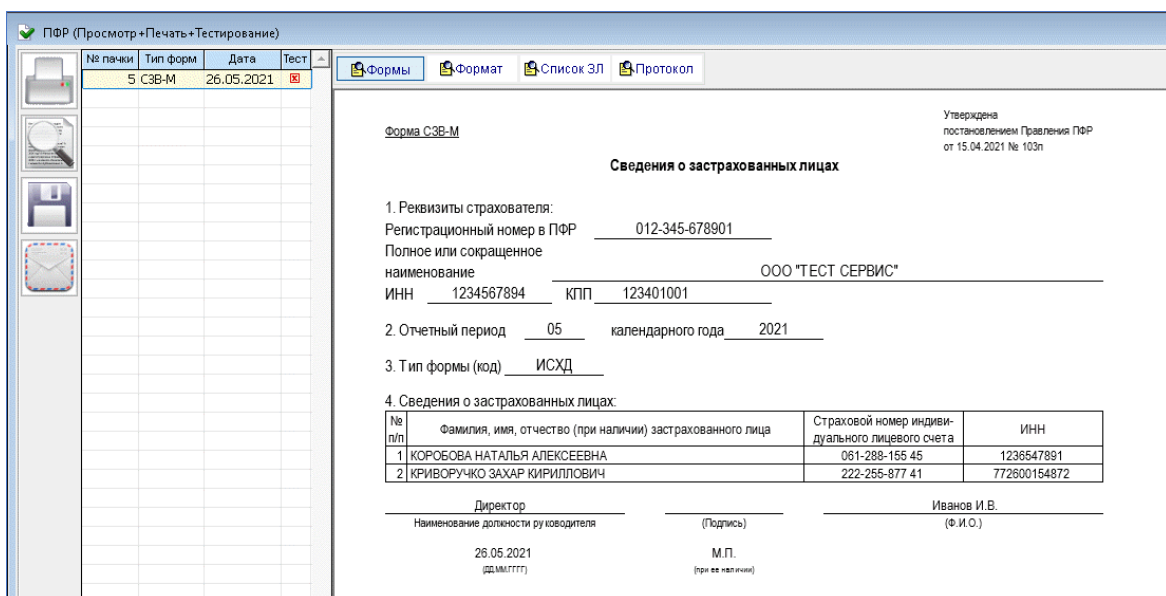 ПФР (Просмотр+Печать+Тестирование)
№ пачки Тип форм Дата Тест
5 СЗВ-М 26.05.2021
Формы Формат Список ЗЛ Протокол
Форма СЗВ-М
Утверждена
постановлением Правления ПФР
от 15.04.2021 № 103п
Сведения о застрахованных лицах
1. Реквизиты страхователя:
Регистрационный номер в ПФР 012-345-678901
Полное или сокращенное
наименование ООО "ТЕСТ СЕРВИС"
ИНН 1234567894 КПП 123401001
2. Отчетный период 05 календарного года 2021
3. Тип формы (код) ИСХД
4. Сведения о застрахованных лицах:
№ п/п Фамилия, имя, отчество (при наличии) застрахованного лица Страховой номер индиви- дуального лицевого счета ИНН
1 КОРОБОВА НАТАЛЬЯ АЛЕКСЕЕВНА 061-288-155 45 1236547891
2 КРИВОРУЧКО ЗАХАР КИРИЛЛОВИЧ 222-255-877 41 772600154872
Директор Иванов И.В.
Наименование должности руководителя (Подпись) (Ф.И.О.)
26.05.2021 М.П.
(ДД.ММ.ГГГГ) (при ее наличии)